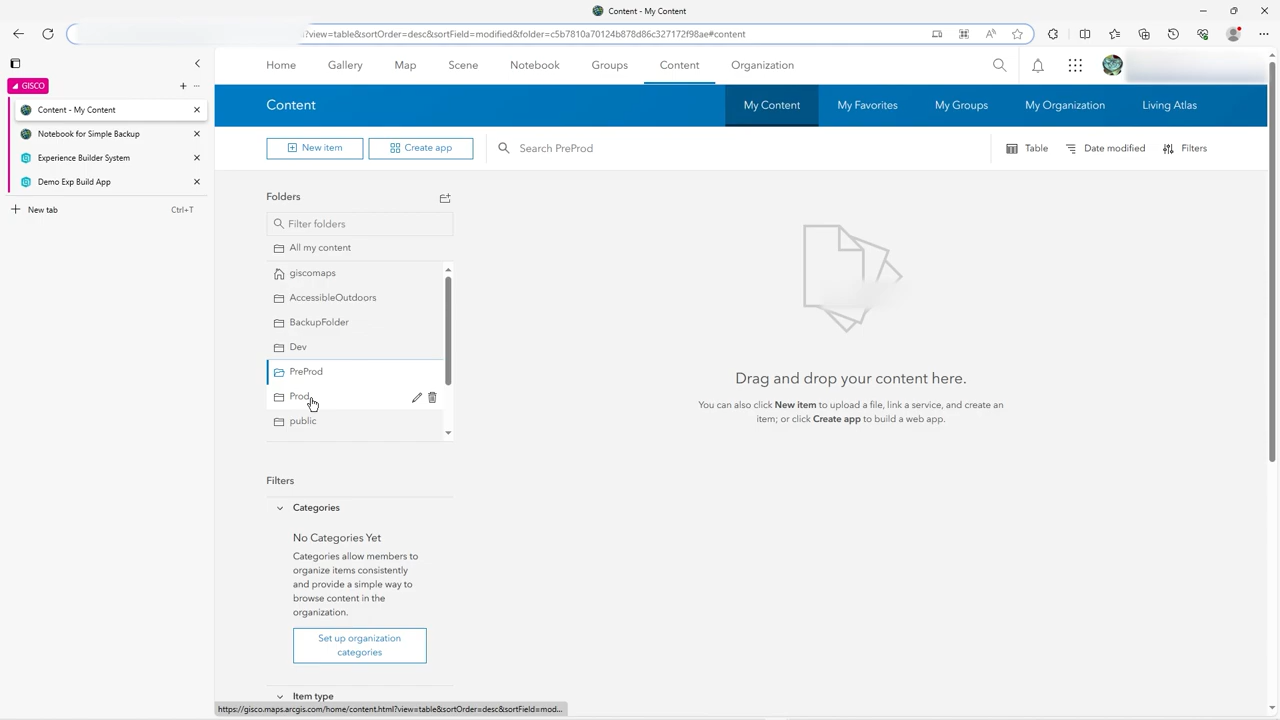 Content - My Content
?view=table&sortOrder=desc&sortField=modified&folder=c5b7810a70124b878d86c327172f98ae#content
GISCO
Content - My Content
Notebook for Simple Backup
Experience Builder System
Demo Exp Build App
New tab
Ctrl+T
Home
Gallery
Map
Scene
Notebook
Groups
Content
Organization
Content
My Content
My Favorites
My Groups
My Organization
Living Atlas
New item
Create app
Search PreProd
Table
Date modified
Filters
Folders
Filter folders
All my content
giscomaps
AccessibleOutdoors
BackupFolder
Dev
PreProd
Prod
public
Drag and drop your content here.
You can also click New item to upload a file, link a service, and create an
item; or click Create app to build a web app.
Filters
Categories
No Categories Yet
Categories allow members to
organize items consistently
and provide a simple way to
browse content in the
organization.
Set up organization
categories
Item type
https://gisco.maps.arcgis.com/home/content.html?view=table&sortOrder=desc&sortField=mod...